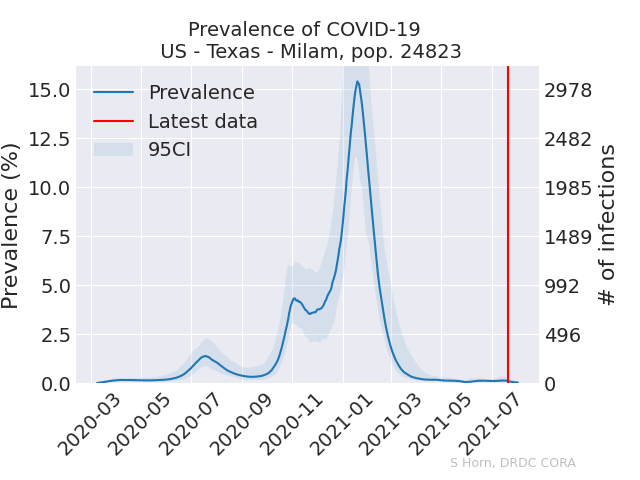 Prevalence of COVID-19
US - Texas - Milam, pop. 24823
Prevalence
Latest data
95CI
Prevalence (%)
15.0
12.5
10.0
7.5
5.0
2.5
0.0
2978
2482
1985
1489
992
496
0
# of infections
2020-03
2020-05
2020-07
2020-09
2020-11
2021-01
2021-03
2021-05
2021-07
S Horn, DRDC CORA